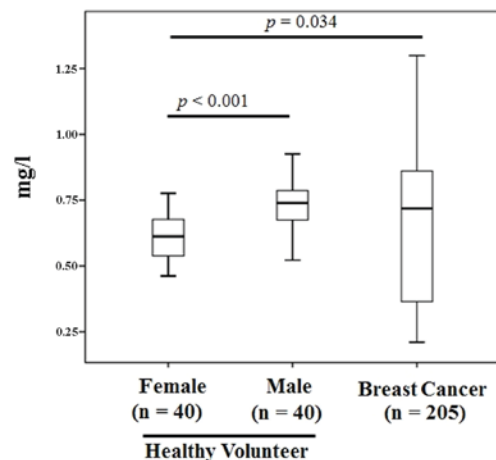 p = 0.034
1.25
p < 0.001
1.00
mg/l
0.75
0.50
0.25
Female Male Breast Cancer
(n = 40) (n = 40) (n = 205)
Healthy Volunteer